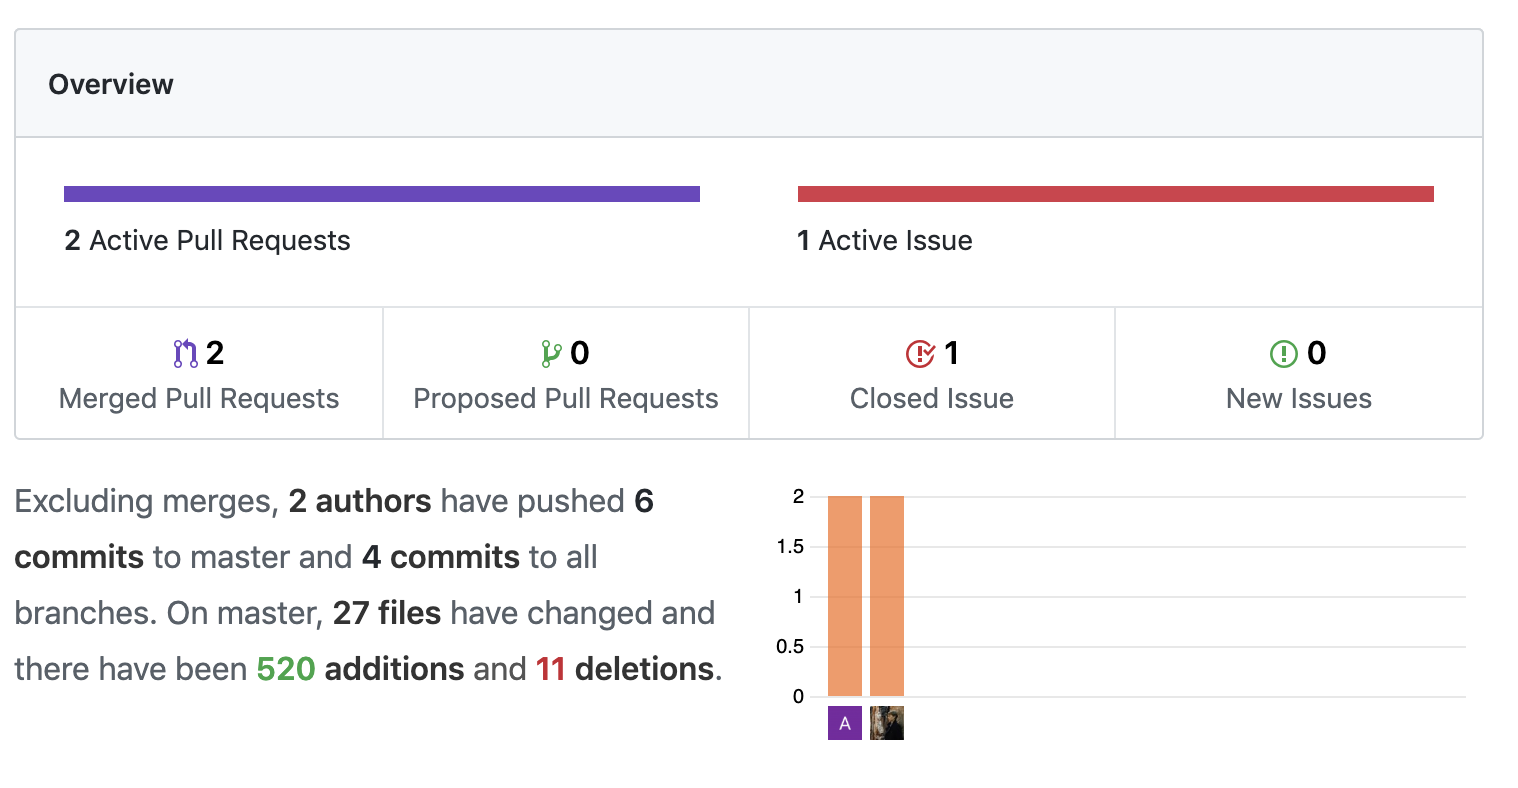 Overview
2 Active Pull Requests
1 Active Issue
2
Merged Pull Requests
0
Proposed Pull Requests
1
Closed Issue
0
New Issues
Excluding merges, 2 authors have pushed 6
commits to master and 4 commits to all
branches. On master, 27 files have changed and
there have been 520 additions and 11 deletions.
2
1.5
1
0.5
0
A